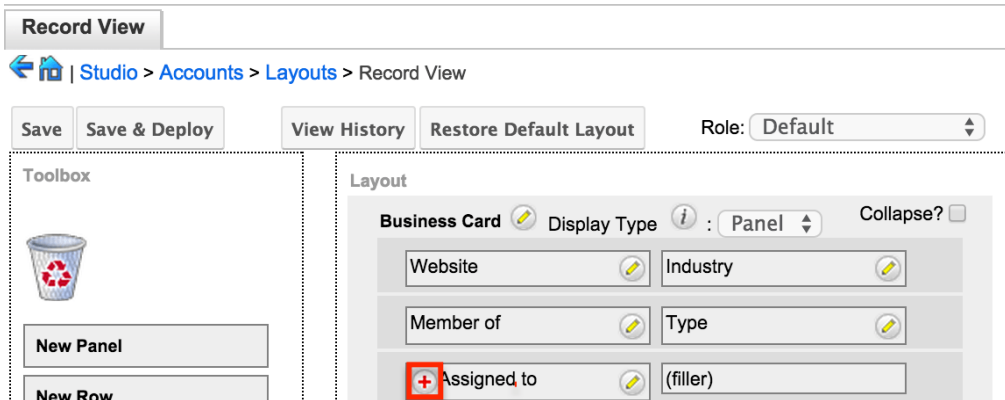 Record View
| Studio > Accounts > Layouts > Record View
Save Save & Deploy View History Restore Default Layout Role: Default
Toolbox
Layout
Business Card Display Type i : Panel Collapse?
Website Industry
Member of Type
New Panel
Assigned to (filler)
New Row